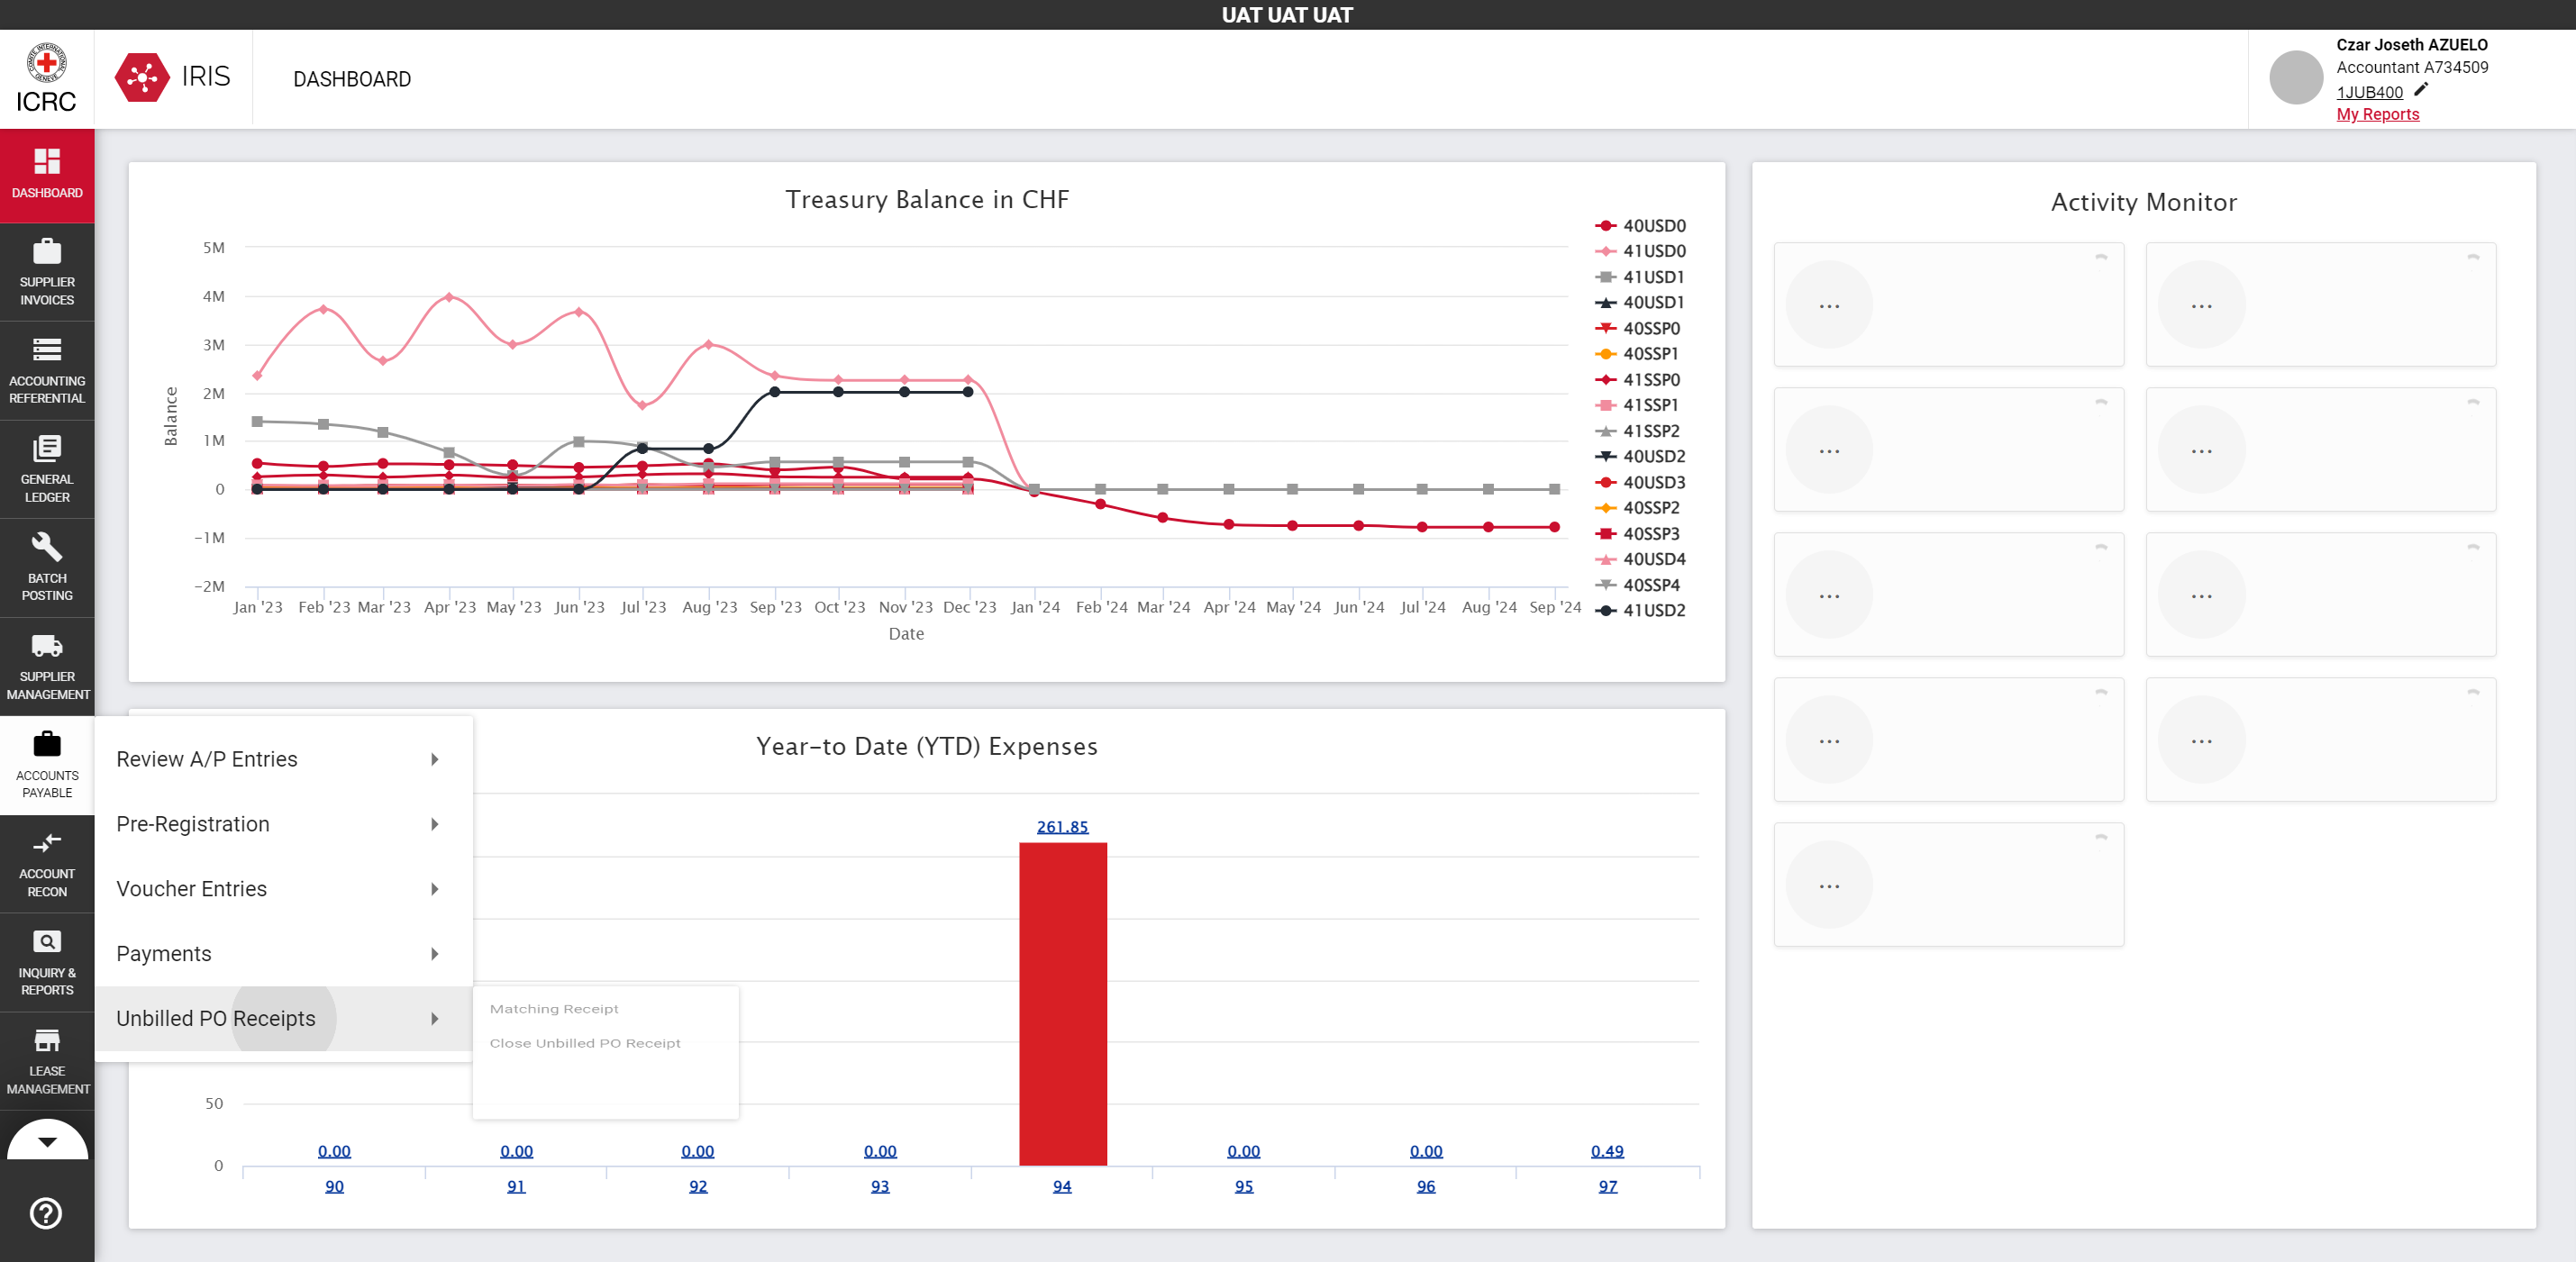 UAT UAT UAT
ICRC
IRIS
DASHBOARD
Czar Joseth AZUELO
Accountant A734509
1JUB400
My Reports
DASHBOARD
SUPPLIER
INVOICES
ACCOUNTING
REFERENTIAL
GENERAL
LEDGER
BATCH
POSTING
SUPPLIER
MANAGEMENT
ACCOUNTS
PAYABLE
ACCOUNT
RECON
INQUIRY &
REPORTS
LEASE
MANAGEMENT
Treasury Balance in CHF
5M
4M
3M
2M
1M
0
-1M
-2M
Balance
Jan '23 Feb '23 Mar '23 Apr '23 May '23 Jun '23 Jul '23 Aug '23 Sep '23 Oct '23 Nov '23 Dec '23 Jan '24 Feb '24 Mar '24 Apr '24 May '24 Jun '24 Jul '24 Aug '24 Sep '24
Date
40USD0
41USD0
41USD1
40USD1
40SSP0
40SSP1
41SSP0
41SSP1
41SSP2
40USD2
40USD3
40SSP2
40SSP3
40USD4
40SSP4
41USD2
Activity Monitor
...
...
...
...
...
...
...
...
...
Review A/P Entries
Pre-Registration
Voucher Entries
Payments
Unbilled PO Receipts
Matching Receipt
Close Unbilled PO Receipt
Year-to Date (YTD) Expenses
261.85
50
0
0.00 0.00 0.00 0.00 0.00 0.00 0.49
90 91 92 93 94 95 96 97